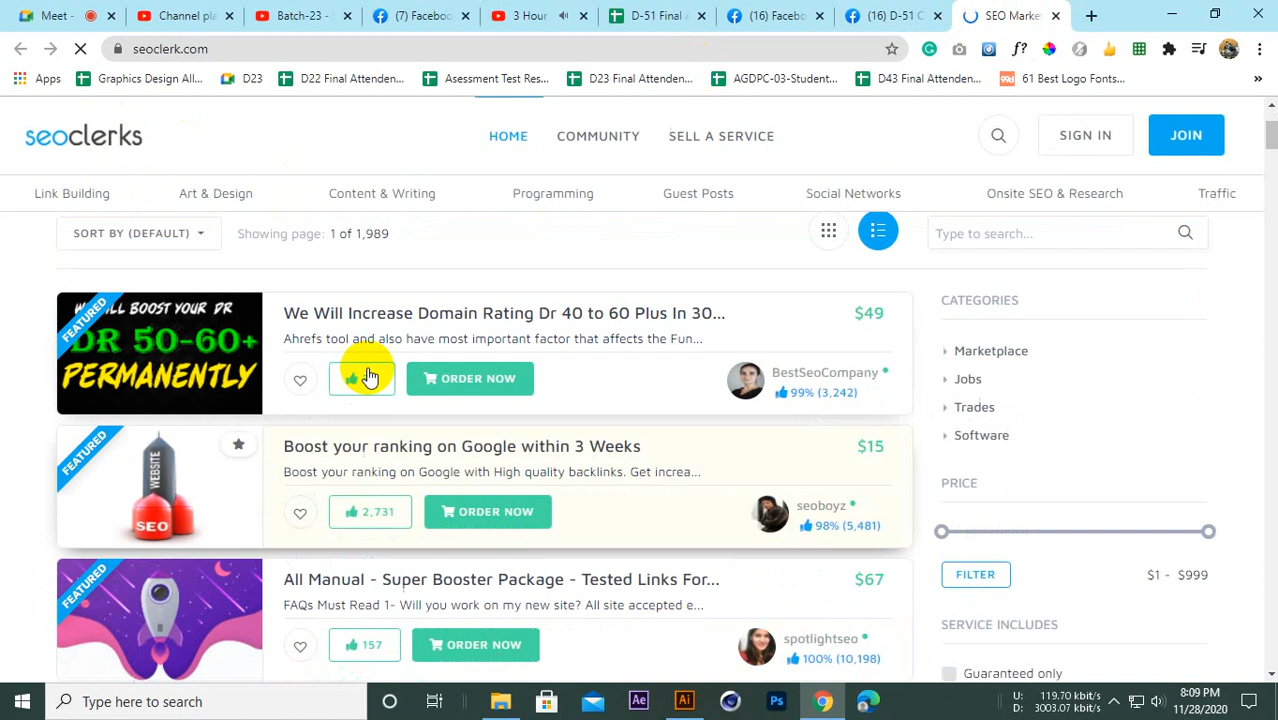 Meet -
Channel pl
Batch-23 -
(7) Facebo
3 Hour
D-51 Final A
(16) Facebo
(16) D-51 C
SEO Market
seoclerk.com
Apps
Graphics Design All...
D23
D22 Final Attenden...
Asessment Test Res...
D23 Final Attendenc...
AGDPC-03-Student...
D43 Final Attenden...
61 Best Logo Fonts...
seoclerks
HOME
COMMUNITY
SELL A SERVICE
SIGN IN
JOIN
Link Building
Art & Design
Content & Writing
Programming
Guest Posts
Social Networks
Onsite SEO & Research
Traffic
SORT BY (DEFAULT)
Showing page: 1 of 1,989
Type to search...
FEATURED
WILL BOOST YOUR DR
DR 50-60+
PERMANENTLY
We Will Increase Domain Rating Dr 40 to 60 Plus In 30...
$49
Ahrefs tool and also have most important factor that affects the Fun...
ORDER NOW
BestSeoCompany
99% (3,242)
FEATURED
WEBSITE
SEO
Boost your ranking on Google within 3 Weeks
$15
Boost your ranking on Google with High quality backlinks. Get increa...
2,731
ORDER NOW
seoboyz
98% (5,481)
FEATURED
All Manual - Super Booster Package - Tested Links For...
$67
FAQs Must Read 1- Will you work on my new site? All site accepted e...
157
ORDER NOW
spotlightseo
100% (10,198)
CATEGORIES
Marketplace
Jobs
Trades
Software
PRICE
FILTER
$1 - $999
SERVICE INCLUDES
Guaranteed only
Type here to search
U: 119.70 kbit/s
D: 3003.07 kbit/s
8:09 PM
11/28/2020